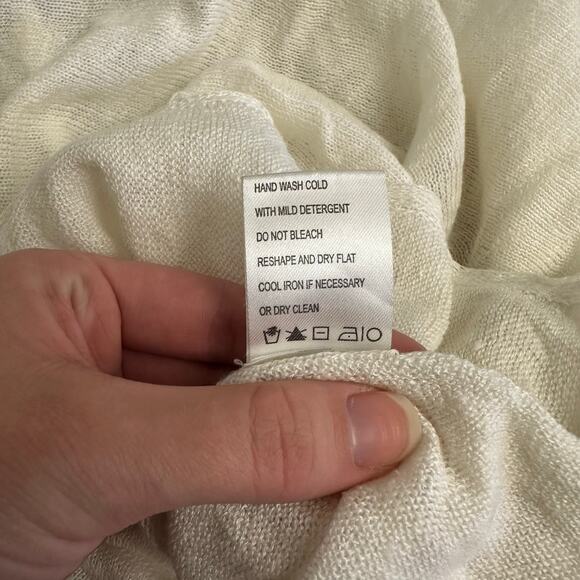 HAND WASH COLD
WITH MILD DETERGENT
DO NOT BLEACH
RESHAPE AND DRY FLAT
COOL IRON IF NECESSARY
OR DRY CLEAN